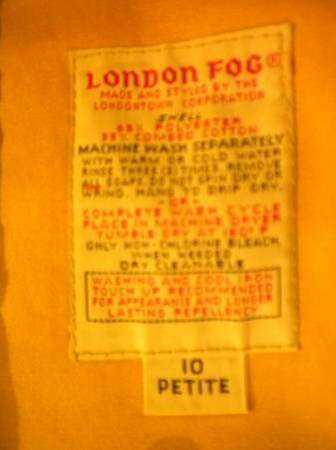 LONDON FOG®
MADE AND STYLED BY THE
LONDONTOWN CORPORATION
SHELL
65% POLYESTER
35% COMBED COTTON
MACHINE WASH SEPARATELY
WITH WARM OR COLD WATER
RINSE THREE (3) TIMES. REMOVE
ALL SOAPS. DO NOT SPIN DRY OR
WRING. HANG TO DRIP DRY.
-OR-
COMPLETE WASH CYCLE
PLACE IN MACHINE DRYER
TUMBLE DRY AT 160° F
ONLY NON-CHLORINE BLEACH
WHEN NEEDED
DRY CLEANABLE
WASHING AND COOL IRON
TOUCH UP RECOMMENDED
FOR APPEARANCE AND LONGER
LASTING REPELLENCY
10
PETITE